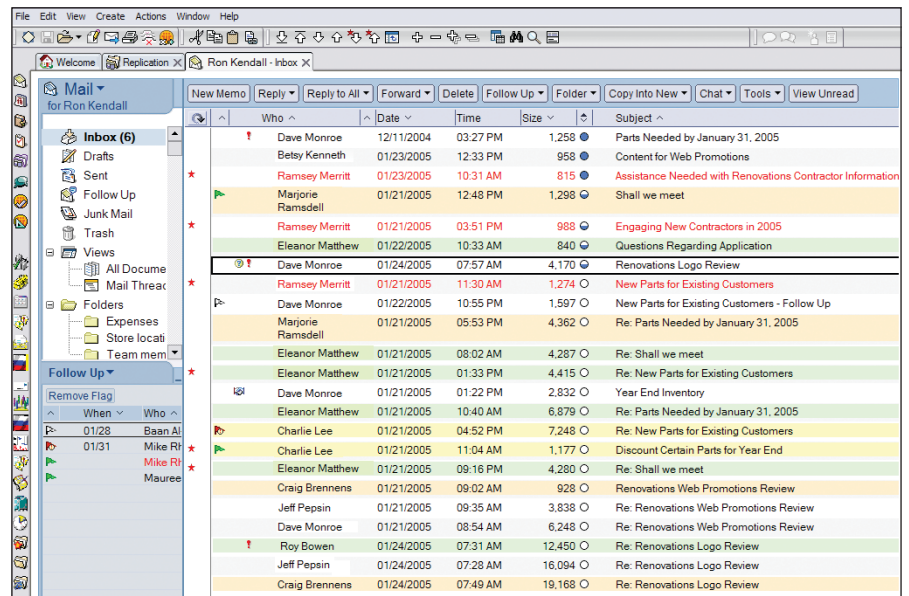 File Edit View Create Actions Window Help
Welcome Replication Ron Kendall - Inbox
Mail
for Ron Kendall
Inbox (6)
Drafts
Sent
Follow Up
Junk Mail
Trash
Views
All Docume
Mail Threac
Folders
Expenses
Store locati
Team mem
Follow Up
Remove Flag
When Who
01/28 Baan Al
01/31 Mike Rh
Mike Rh
Mauree
New Memo Reply Reply to All Forward Delete Follow Up Folder Copy Into New Chat Tools View Unread
Who Date Time Size Subject
Dave Monroe 12/11/2004 03:27 PM 1,258 Parts Needed by January 31, 2005
Betsy Kenneth 01/23/2005 12:33 PM 958 Content for Web Promotions
Ramsey Merritt 01/23/2005 10:31 AM 815 Assistance Needed with Renovations Contractor Information
Marjorie Ramsdell 01/21/2005 12:48 PM 1,298 Shall we meet
Ramsey Merritt 01/21/2005 03:51 PM 988 Engaging New Contractors in 2005
Eleanor Matthew 01/22/2005 10:33 AM 840 Questions Regarding Application
Dave Monroe 01/24/2005 07:57 AM 4,170 Renovations Logo Review
Ramsey Merritt 01/21/2005 11:30 AM 1,274 New Parts for Existing Customers
Dave Monroe 01/22/2005 10:55 PM 1,597 New Parts for Existing Customers - Follow Up
Marjorie Ramsdell 01/21/2005 05:53 PM 4,362 Re: Parts Needed by January 31, 2005
Eleanor Matthew 01/21/2005 08:02 AM 4,287 Re: Shall we meet
Eleanor Matthew 01/21/2005 01:33 PM 4,415 Re: New Parts for Existing Customers
Dave Monroe 01/21/2005 01:22 PM 2,832 Year End Inventory
Eleanor Matthew 01/21/2005 10:40 AM 6,879 Re: Parts Needed by January 31, 2005
Charlie Lee 01/21/2005 04:52 PM 7,248 Re: New Parts for Existing Customers
Charlie Lee 01/21/2005 11:04 AM 1,177 Discount Certain Parts for Year End
Eleanor Matthew 01/21/2005 09:16 PM 4,280 Re: Shall we meet
Craig Brennens 01/21/2005 09:02 AM 928 Renovations Web Promotions Review
Jeff Pepsin 01/21/2005 09:35 AM 3,838 Re: Renovations Web Promotions Review
Dave Monroe 01/21/2005 08:54 AM 6,248 Re: Renovations Web Promotions Review
Roy Bowen 01/24/2005 07:31 AM 12,450 Re: Renovations Logo Review
Jeff Pepsin 01/24/2005 07:28 AM 16,094 Re: Renovations Logo Review
Craig Brennens 01/24/2005 07:49 AM 19,168 Re: Renovations Logo Review